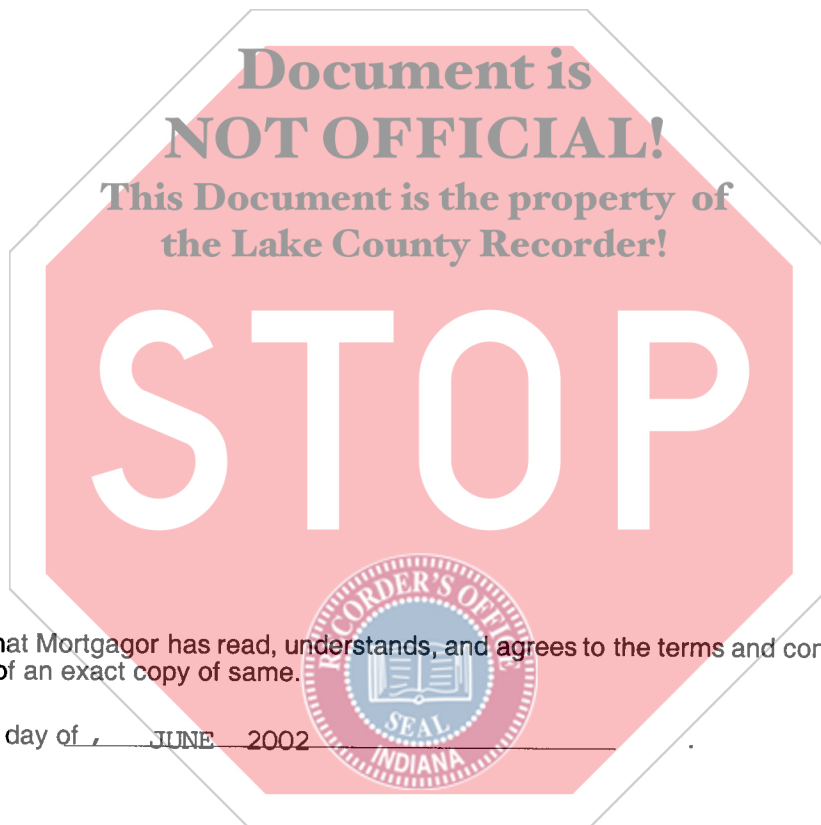 Document is
NOT OFFICIAL!
This Document is the property of
the Lake County Recorder!
STOP
RECORDER'S OFFICE
hat Mortgagor has read, understands, and agrees to the terms and con
of an exact copy of same.
SEAL
day of , JUNE 2002 .
INDIANA